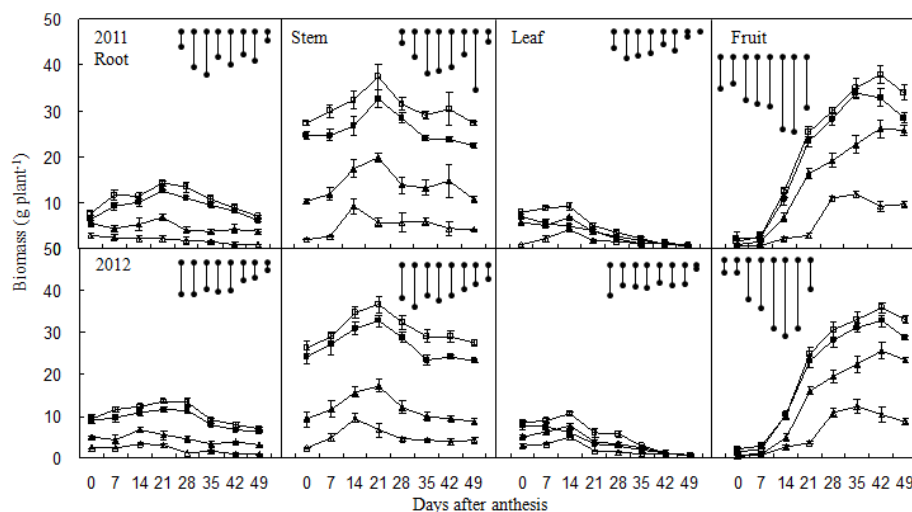 50
2011
Root
Stem
Leaf
Fruit
40
30
20
10
50
2012
40
30
20
10
0
Biomass (g plant⁻¹)
0 7 14 21 28 35 42 49 0 7 14 21 28 35 42 49 0 7 14 21 28 35 42 49 0 7 14 21 28 35 42 49
Days after anthesis